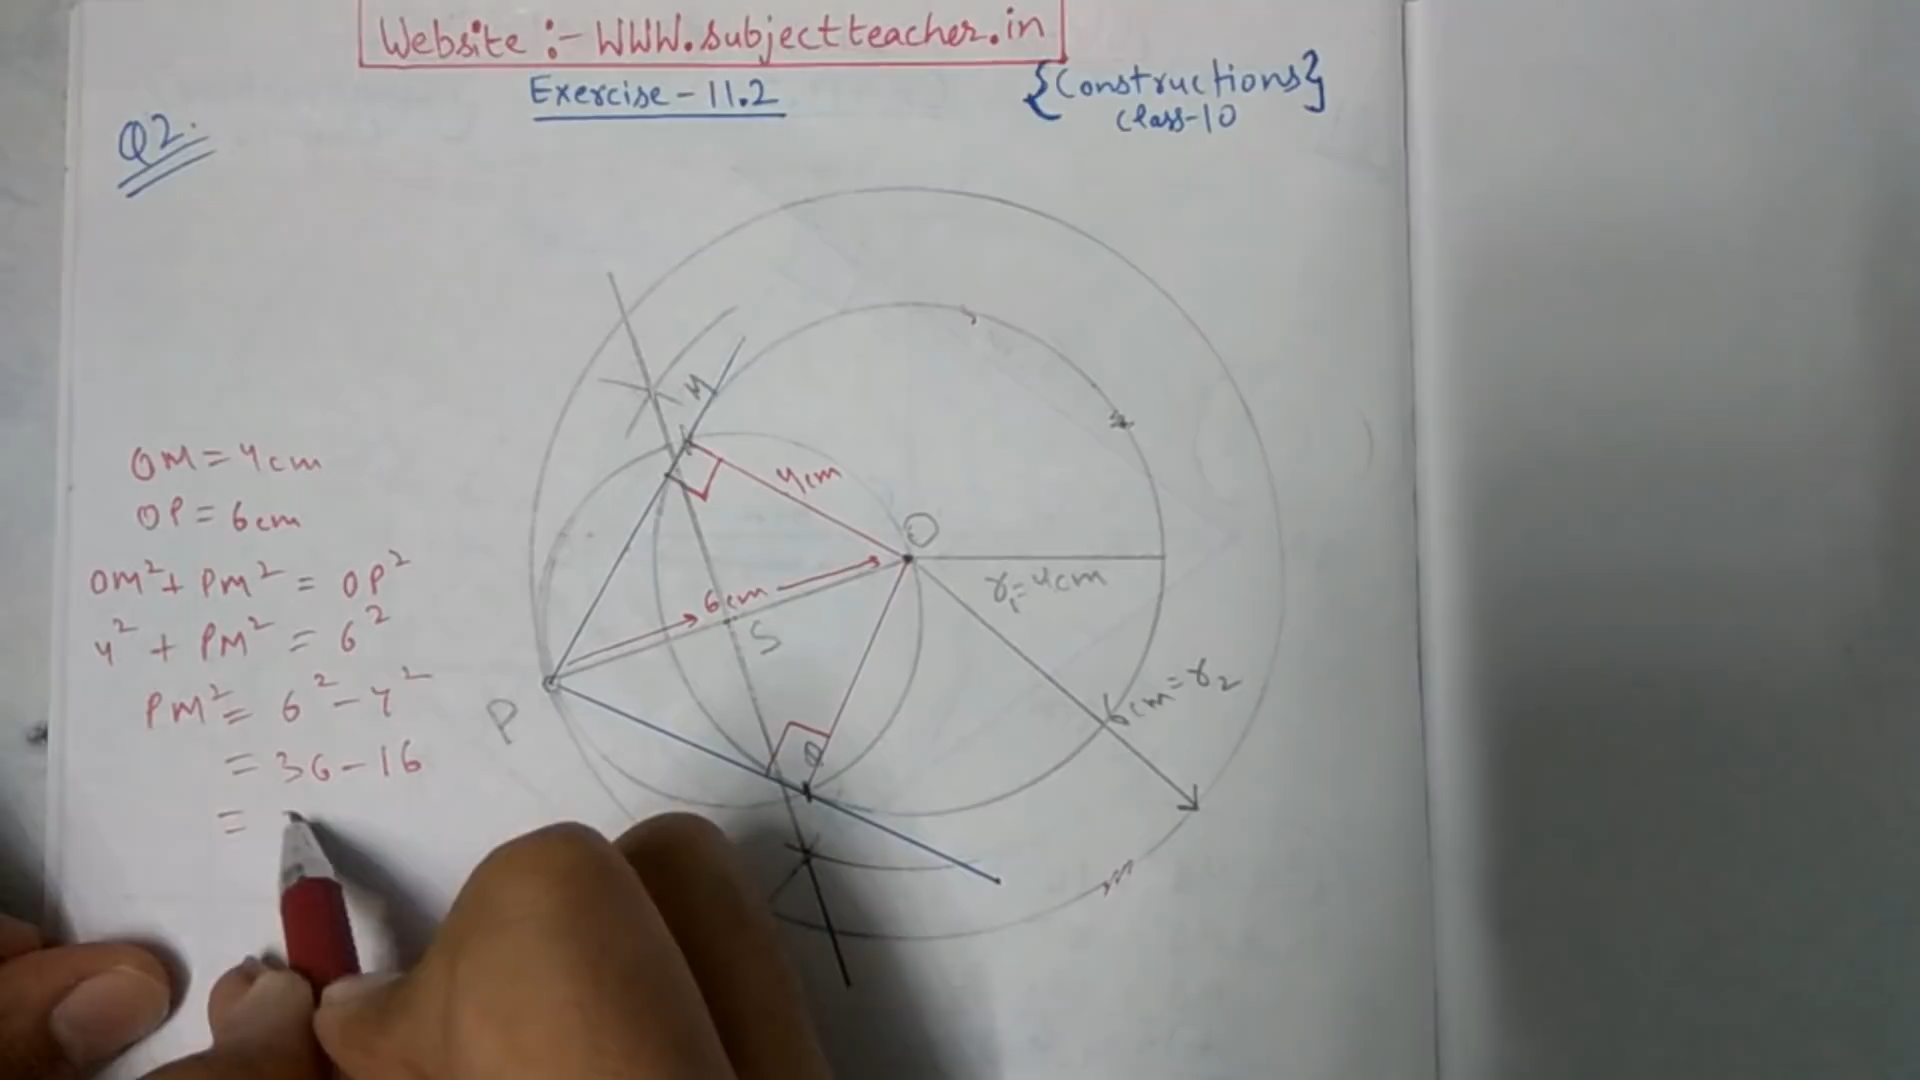 Website :- WWW.subjectteacher.in
Exercise - 11.2
{Constructions}
Class-10
Q2.
M
4cm
O
OM = 4cm
OP = 6cm
r₁=4cm
OM² + PM² = OP²
6cm
S
4² + PM² = 6²
P
6cm = r₂
PM² = 6² - 4²
Q
= 36 - 16
=